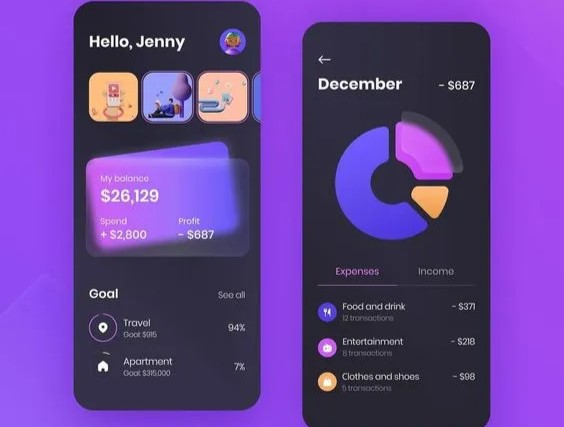 Hello, Jenny
My balance
$26,129
Spend
Profit
+ $2,800
- $687
Goal
See all
Travel
Goal: $915
94%
Apartment
Goal: $315,000
7%
December
- $687
Expenses
Income
Food and drink
12 transactions
- $371
Entertainment
8 transactions
- $218
Clothes and shoes
5 transactions
- $98